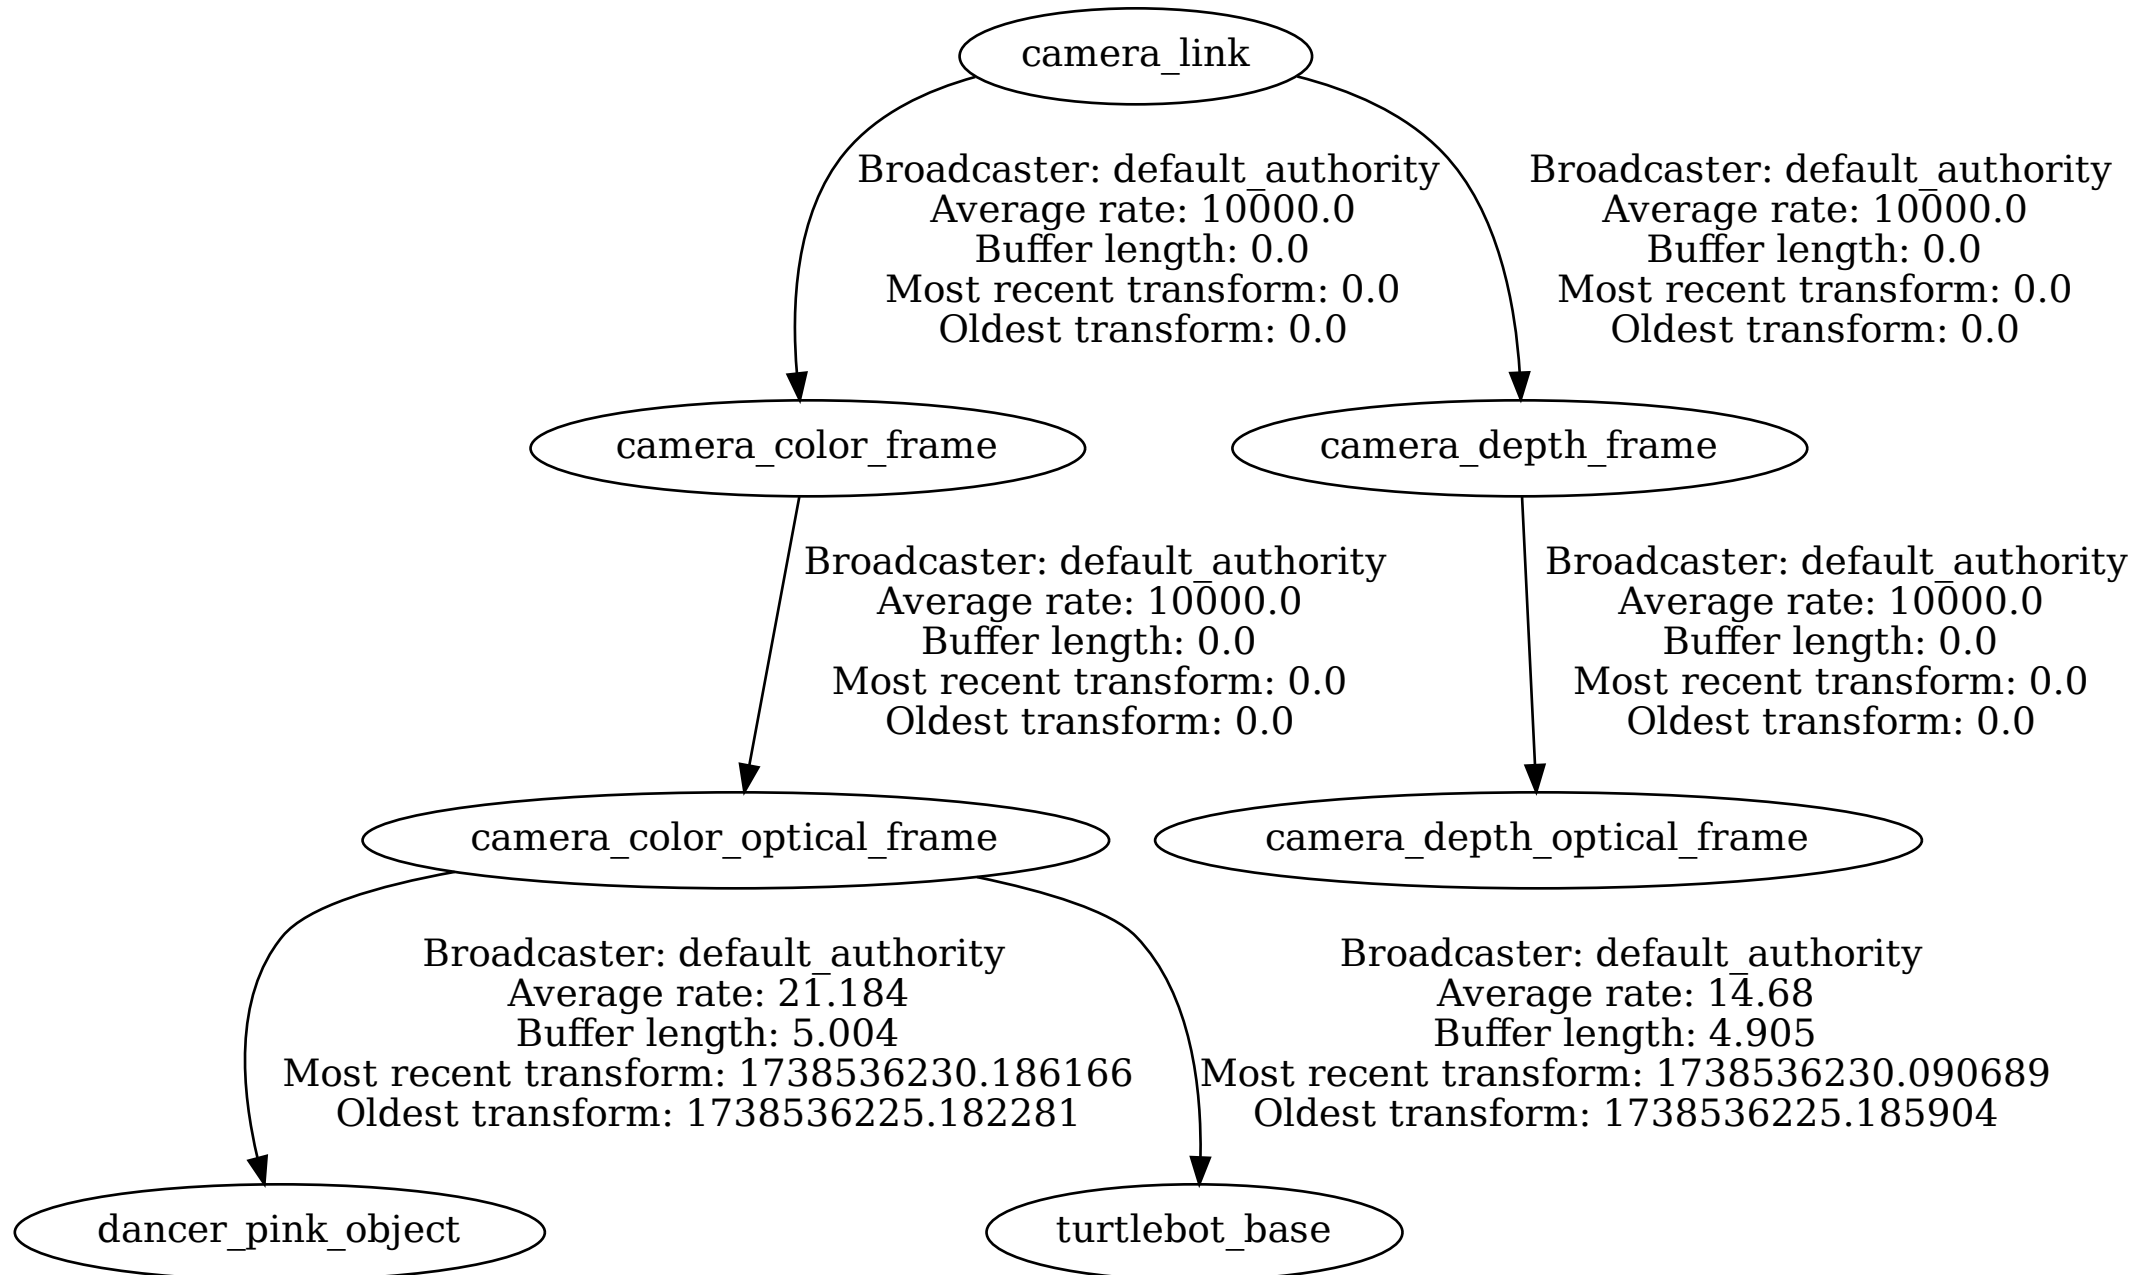 camera_link
Broadcaster: default_authority
Average rate: 10000.0
Buffer length: 0.0
Most recent transform: 0.0
Oldest transform: 0.0
Broadcaster: default_authority
Average rate: 10000.0
Buffer length: 0.0
Most recent transform: 0.0
Oldest transform: 0.0
camera_color_frame
camera_depth_frame
Broadcaster: default_authority
Average rate: 10000.0
Buffer length: 0.0
Most recent transform: 0.0
Oldest transform: 0.0
Broadcaster: default_authority
Average rate: 10000.0
Buffer length: 0.0
Most recent transform: 0.0
Oldest transform: 0.0
camera_color_optical_frame
camera_depth_optical_frame
Broadcaster: default_authority
Average rate: 21.184
Buffer length: 5.004
Most recent transform: 1738536230.186166
Oldest transform: 1738536225.182281
Broadcaster: default_authority
Average rate: 14.68
Buffer length: 4.905
Most recent transform: 1738536230.090689
Oldest transform: 1738536225.185904
dancer_pink_object
turtlebot_base